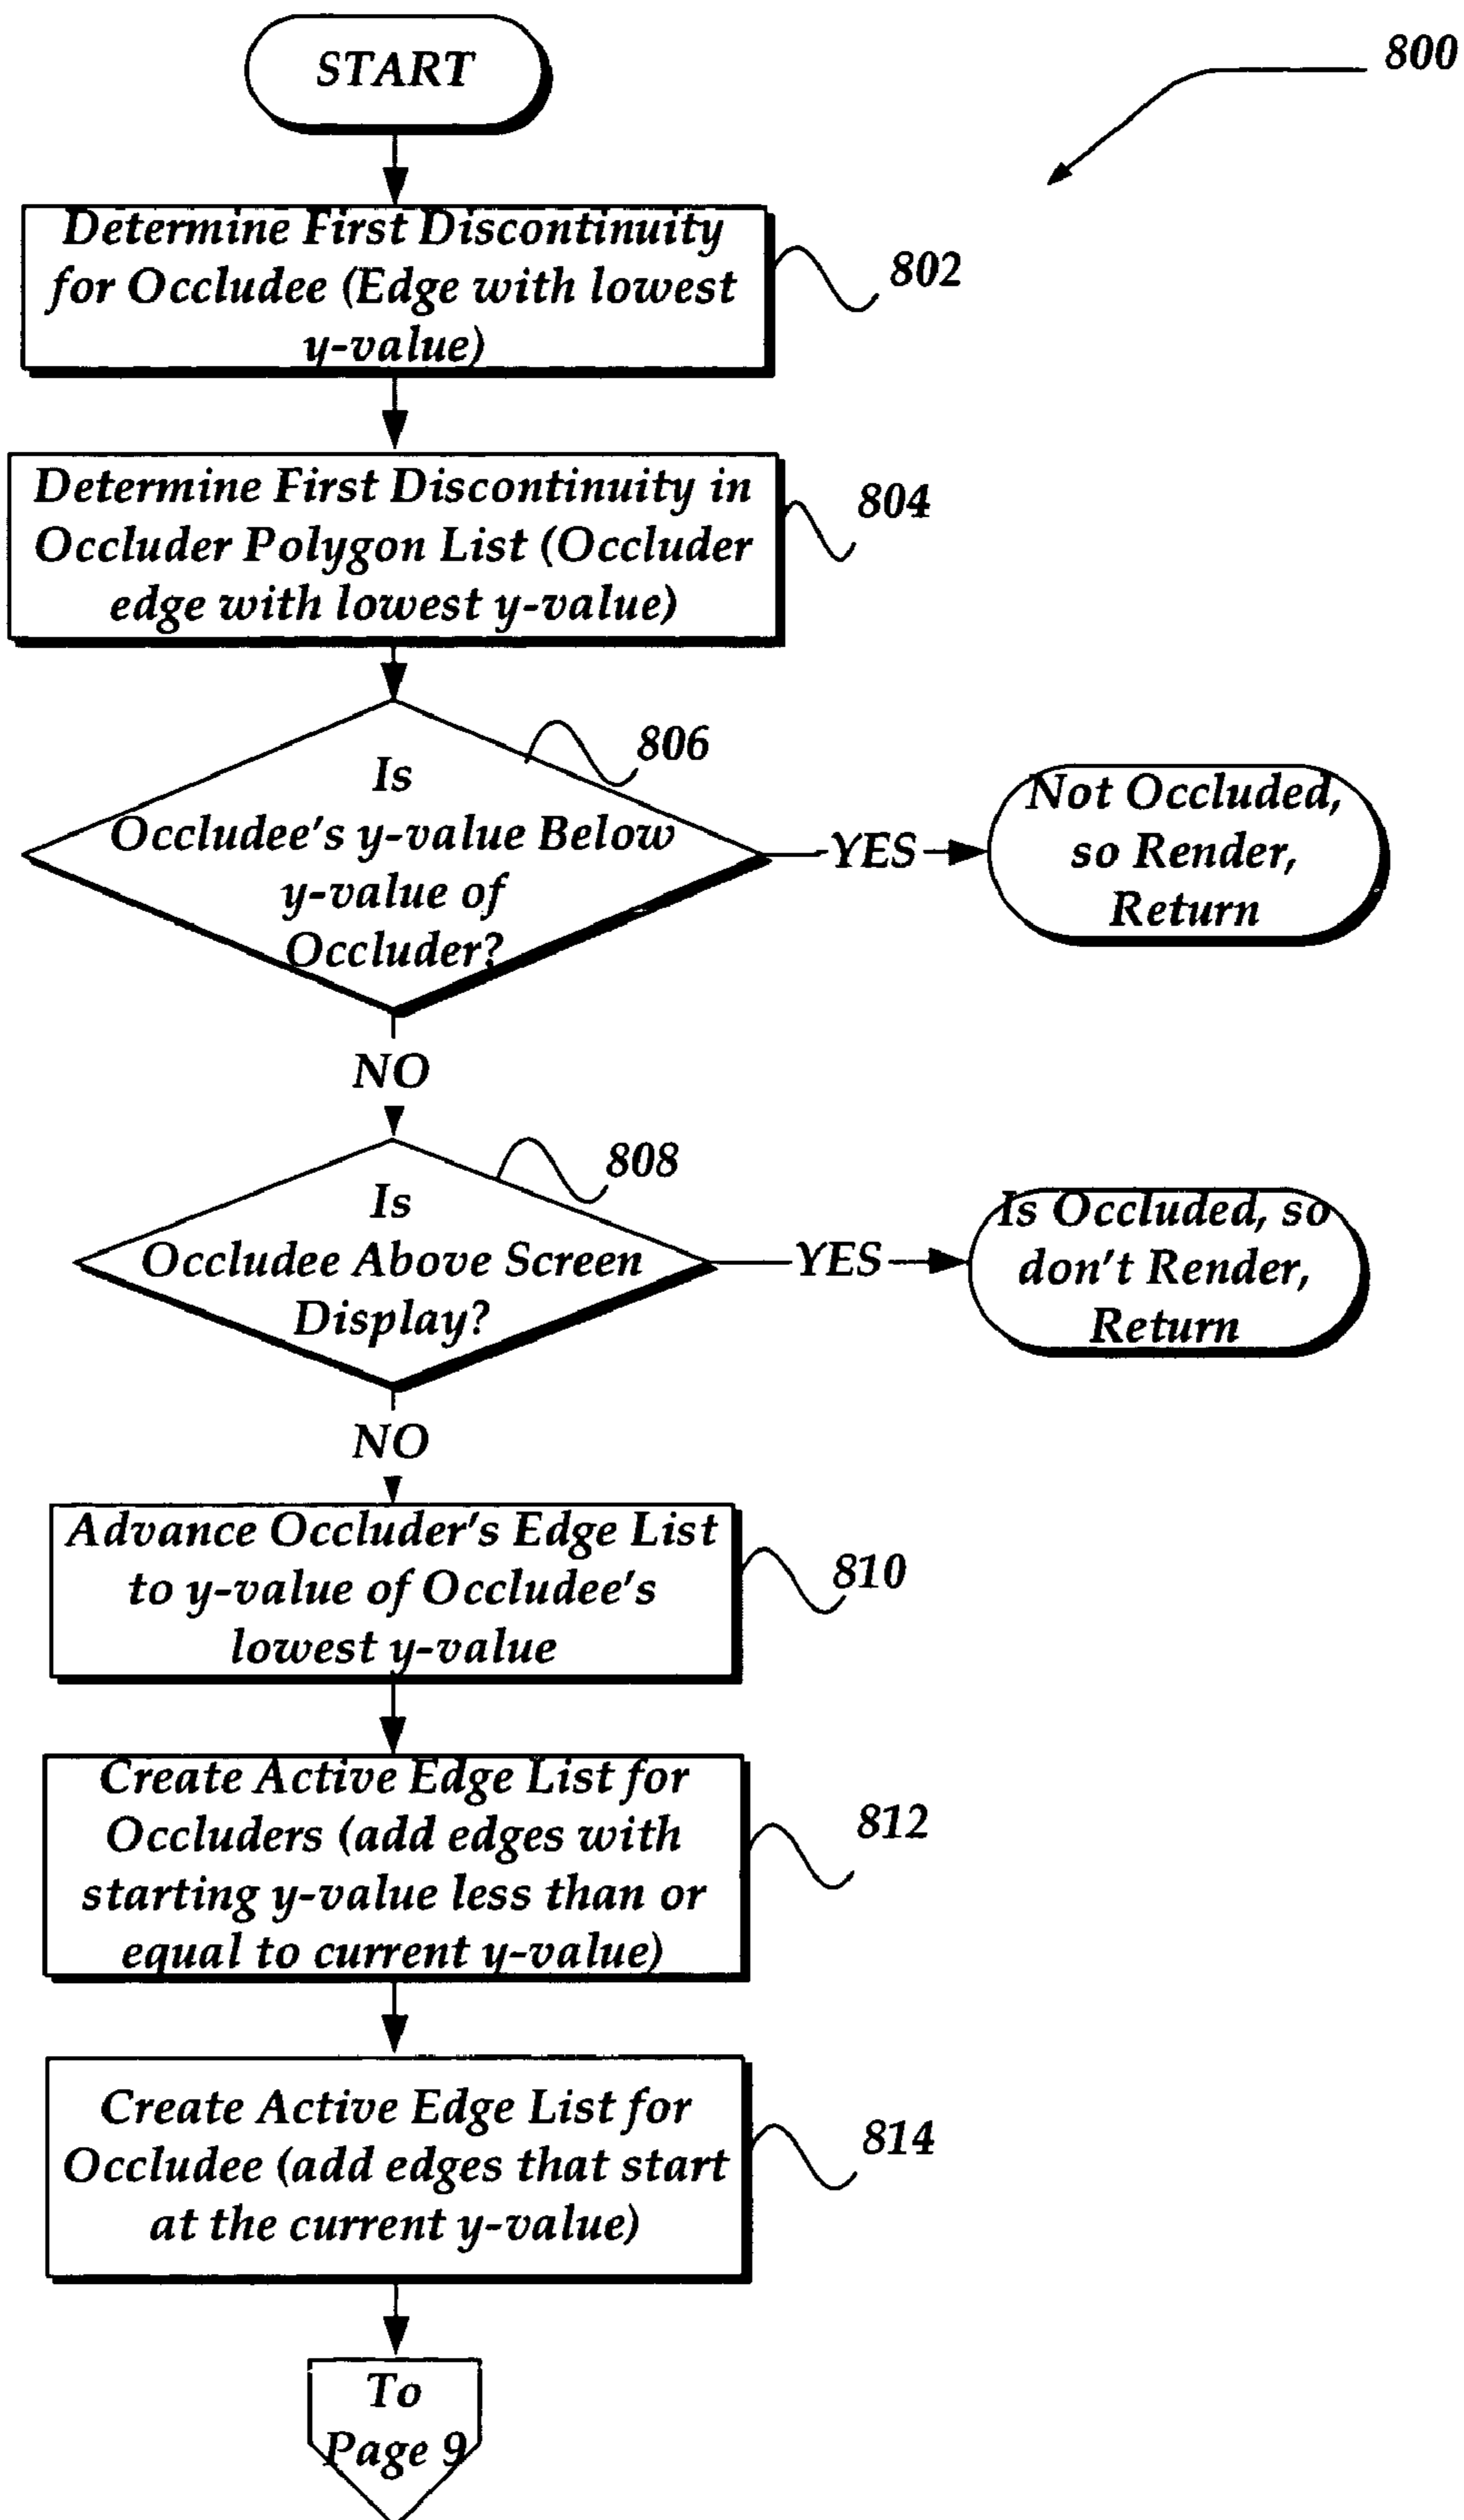 START
800
Determine First Discontinuity
for Occludee (Edge with lowest
y-value)
802
Determine First Discontinuity in
Occluder Polygon List (Occluder
edge with lowest y-value)
804
806
Is
Occludee's y-value Below
y-value of
Occluder?
YES
Not Occluded,
so Render,
Return
NO
808
Is
Occludee Above Screen
Display?
YES
Is Occluded, so
don't Render,
Return
NO
Advance Occluder's Edge List
to y-value of Occludee's
lowest y-value
810
Create Active Edge List for
Occluders (add edges with
starting y-value less than or
equal to current y-value)
812
Create Active Edge List for
Occludee (add edges that start
at the current y-value)
814
To
Page 9